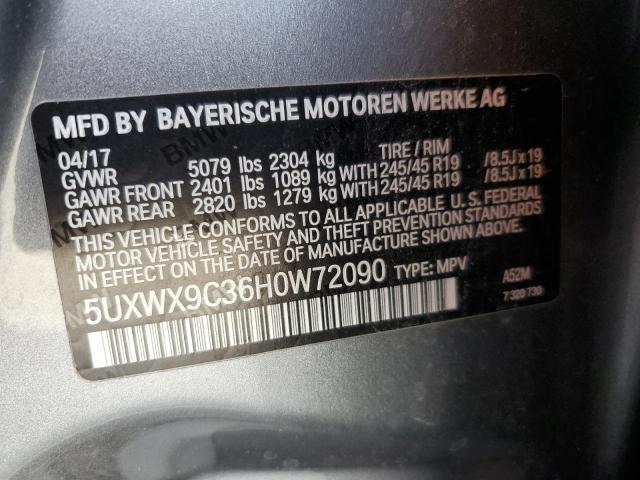 MFD BY BAYERISCHE MOTOREN WERKE AG
04/17 TIRE / RIM
GVWR 5079 lbs 2304 kg
GAWR FRONT 2401 lbs 1089 kg WITH 245/45 R19 /8.5J x 19
GAWR REAR 2820 lbs 1279 kg WITH 245/45 R19 /8.5J x 19
THIS VEHICLE CONFORMS TO ALL APPLICABLE U. S. FEDERAL
MOTOR VEHICLE SAFETY AND THEFT PREVENTION STANDARDS
IN EFFECT ON THE DATE OF MANUFACTURE SHOWN ABOVE.
5UXWX9C36H0W72090 TYPE: MPV A52M
7 320 730